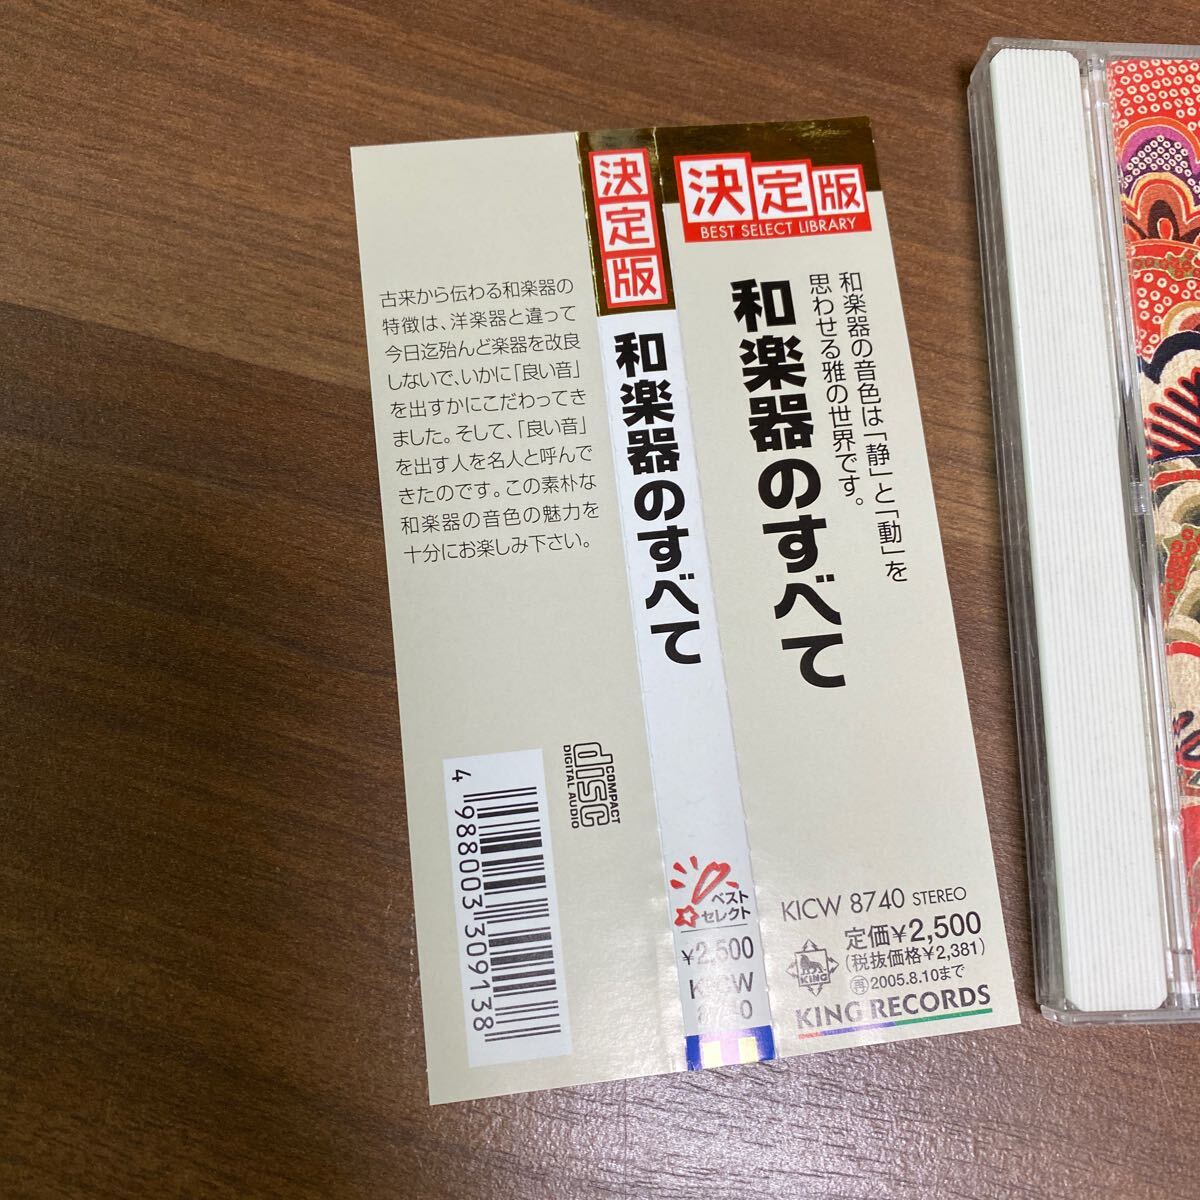 決定版
BEST SELECT LIBRARY
和楽器の音色は「静」と「動」を
思わせる雅の世界です。
和楽器のすべて
KICW 8740 STEREO
定価¥2,500
(税抜価格¥2,381)
再2005.8.10まで
KING
KING RECORDS
決定版
和楽器のすべて
ベスト
セレクト
¥2,500
KICW
8740
古来から伝わる和楽器の
特徴は、洋楽器と違って
今日迄殆んど楽器を改良
しないで、いかに「良い音」
を出すかにこだわってき
ました。そして、「良い音」
を出す人を名人と呼んで
きたのです。この素朴な
和楽器の音色の魅力を
十分にお楽しみ下さい。
COMPACT
disc
DIGITAL AUDIO
4 988003 309138